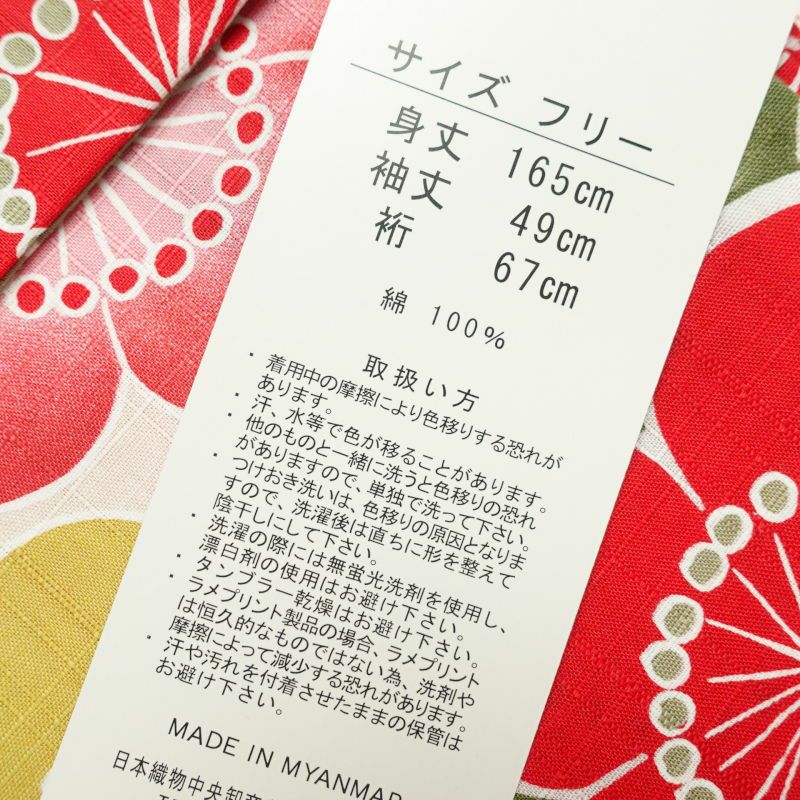 サイズ フリー
身丈 165cm
袖丈 49cm
裄 67cm
綿 100%
取扱い方
・着用中の摩擦により色移りする恐れが
あります。
・汗、水等で色が移ることがあります。
・他のものと一緒に洗うと色移りの恐れ
がありますので、単独で洗って下さい。
・つけおき洗いは、色移りの原因となりま
すので、洗濯後は直ちに形を整えて
陰干しにして下さい。
・洗濯の際には無蛍光洗剤を使用し、
漂白剤の使用はお避け下さい。
・タンブラー乾燥はお避け下さい。
・ラメプリント製品の場合、ラメプリント
は恒久的なものではない為、洗剤や
摩擦によって減少する恐れがあります。
・汗や汚れを付着させたままの保管は
お避け下さい。
MADE IN MYANMAR
日本織物中央卸商